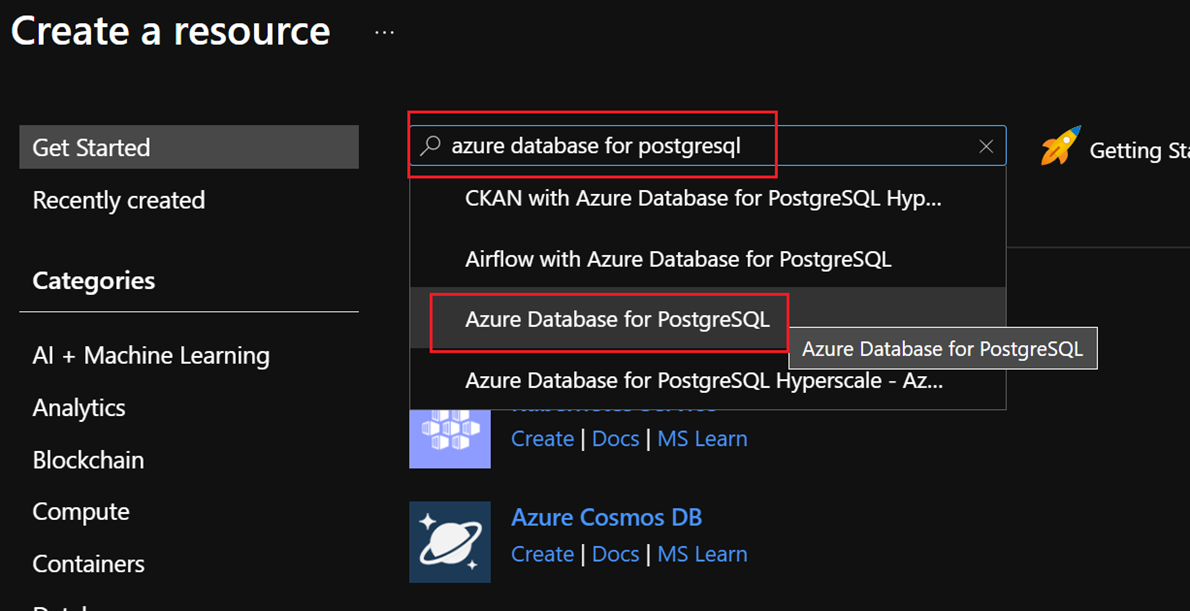 Create a resource ...
Get Started
Recently created
Categories
AI + Machine Learning
Analytics
Blockchain
Compute
Containers
azure database for postgresql
CKAN with Azure Database for PostgreSQL Hyp...
Airflow with Azure Database for PostgreSQL
Azure Database for PostgreSQL
Azure Database for PostgreSQL
Azure Database for PostgreSQL Hyperscale - Az...
Create | Docs | MS Learn
Azure Cosmos DB
Create | Docs | MS Learn
Getting